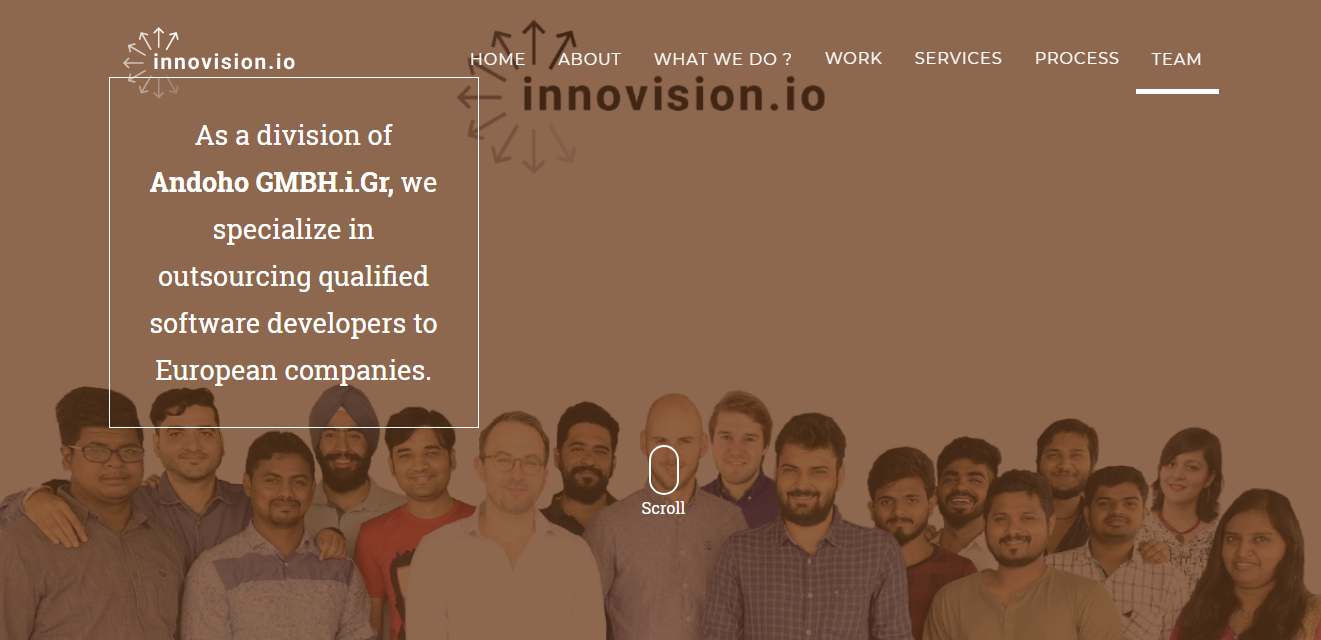 innovision.io
HOME ABOUT WHAT WE DO ? WORK SERVICES PROCESS TEAM
innovision.io
As a division of
Andoho GMBH.i.Gr, we
specialize in
outsourcing qualified
software developers to
European companies.
Scroll